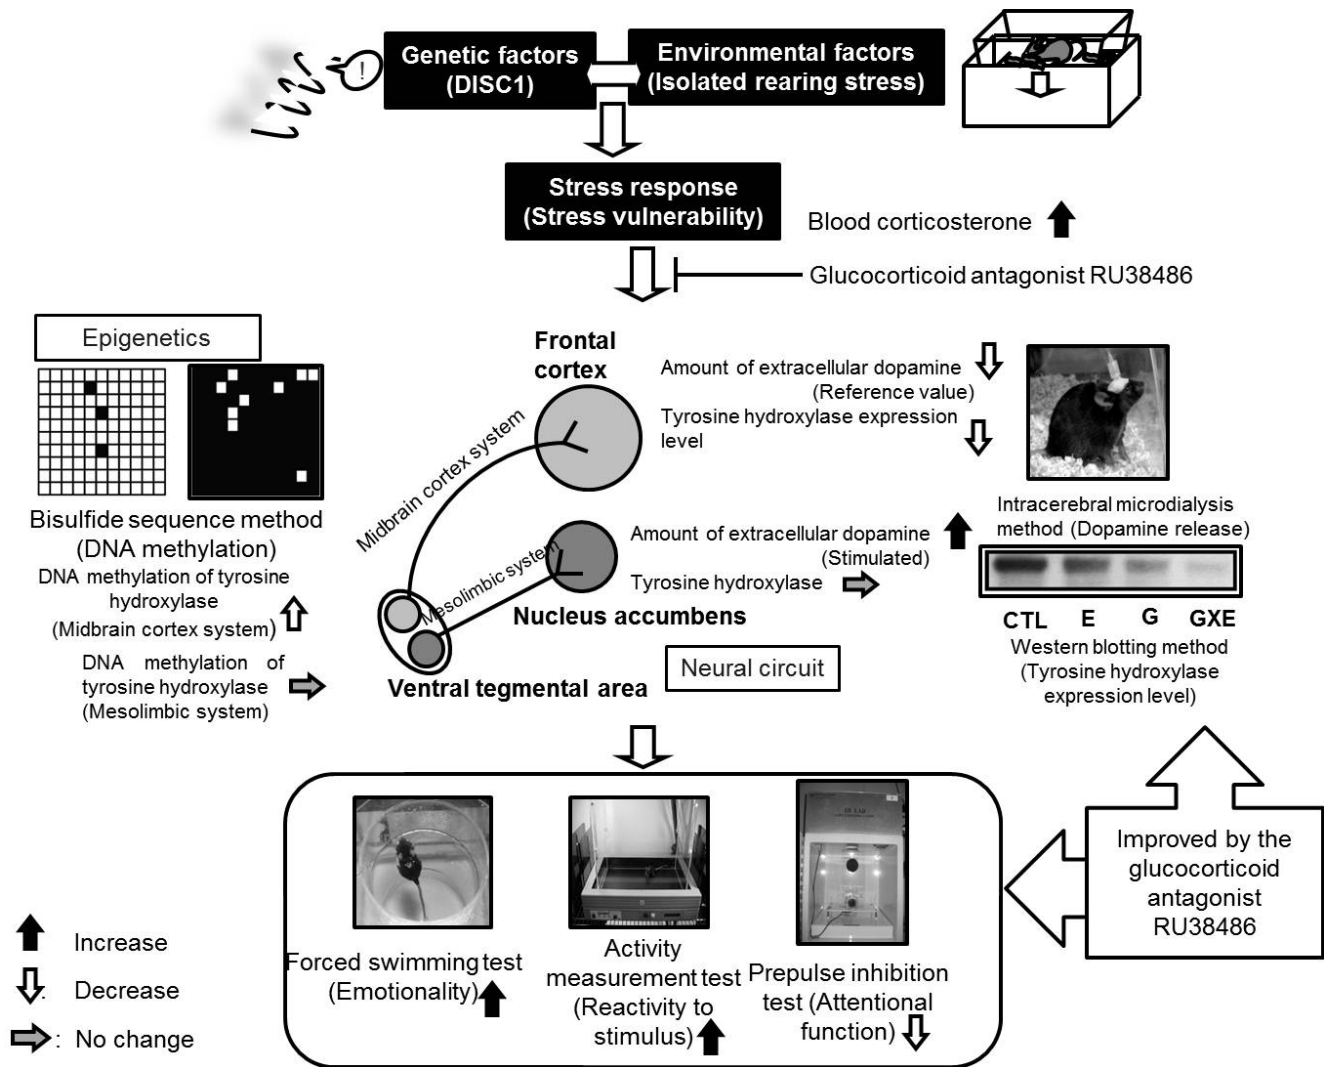 !
Genetic factors
(DISC1)
Environmental factors
(Isolated rearing stress)
Stress response
(Stress vulnerability)
Blood corticosterone
Glucocorticoid antagonist RU38486
Epigenetics
Bisulfide sequence method
(DNA methylation)
DNA methylation of tyrosine
hydroxylase
(Midbrain cortex system)
DNA methylation of
tyrosine hydroxylase
(Mesolimbic system)
Frontal
cortex
Midbrain cortex system
Mesolimbic system
Nucleus accumbens
Ventral tegmental area
Neural circuit
Amount of extracellular dopamine
(Reference value)
Tyrosine hydroxylase expression
level
Amount of extracellular dopamine
(Stimulated)
Tyrosine hydroxylase
Intracerebral microdialysis
method (Dopamine release)
CTL E G GXE
Western blotting method
(Tyrosine hydroxylase
expression level)
Forced swimming test
(Emotionality)
Activity
measurement test
(Reactivity to
stimulus)
Prepulse inhibition
test (Attentional
function)
Improved by the
glucocorticoid
antagonist
RU38486
Increase
: Decrease
: No change